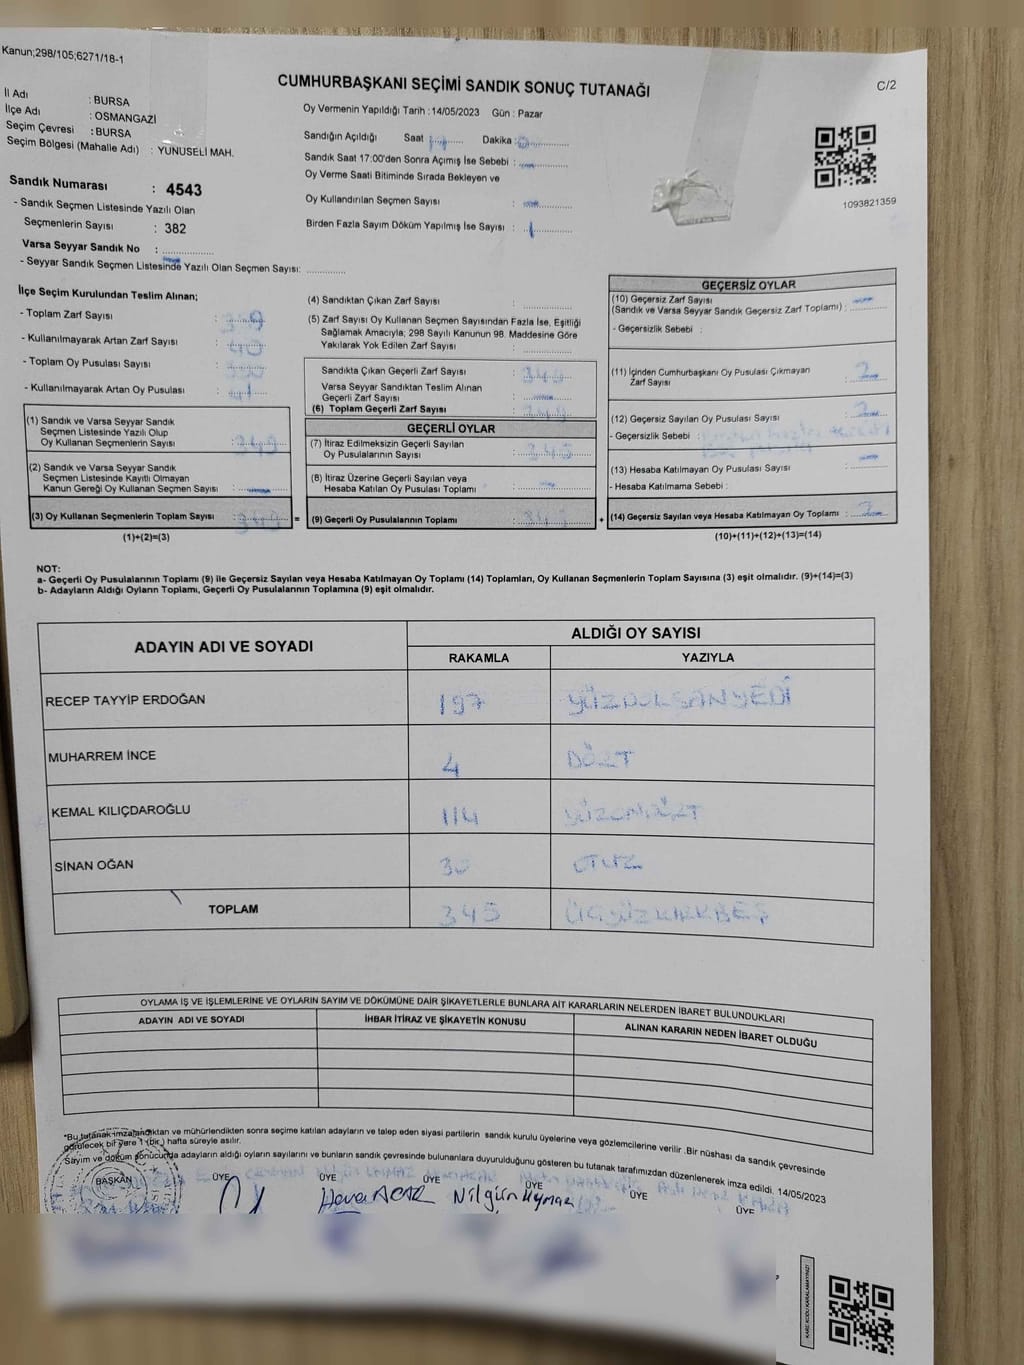 Kanun;298/105;6271/18-1
CUMHURBAŞKANI SEÇİMİ SANDIK SONUÇ TUTANAĞI
C/2
İl Adı : BURSA
İlçe Adı : OSMANGAZİ
Seçim Çevresi : BURSA
Seçim Bölgesi (Mahalle Adı) : YUNUSELİ MAH.
Oy Vermenin Yapıldığı Tarih : 14/05/2023 Gün : Pazar
Sandığın Açıldığı Saat Dakika :
Sandık Saat 17:00'den Sonra Açımış İse Sebebi :
Oy Verme Saati Bitiminde Sırada Bekleyen ve
Oy Kullandırılan Seçmen Sayısı :
Birden Fazla Sayım Döküm Yapılmış İse Sayısı :
1093821359
Sandık Numarası : 4543
- Sandık Seçmen Listesinde Yazılı Olan
Seçmenlerin Sayısı : 382
Varsa Seyyar Sandık No :
- Seyyar Sandık Seçmen Listesinde Yazılı Olan Seçmen Sayısı:
İlçe Seçim Kurulundan Teslim Alınan;
- Toplam Zarf Sayısı :
- Kullanılmayarak Artan Zarf Sayısı : 40
- Toplam Oy Pusulası Sayısı :
- Kullanılmayarak Artan Oy Pusulası : 41
(1) Sandık ve Varsa Seyyar Sandık
Seçmen Listesinde Yazılı Olup
Oy Kullanan Seçmenlerin Sayısı :
(2) Sandık ve Varsa Seyyar Sandık
Seçmen Listesinde Kayıtlı Olmayan
Kanun Gereği Oy Kullanan Seçmen Sayısı :
(3) Oy Kullanan Seçmenlerin Toplam Sayısı :
(1)+(2)=(3)
(4) Sandıktan Çıkan Zarf Sayısı :
(5) Zarf Sayısı Oy Kullanan Seçmen Sayısından Fazla İse, Eşitliği
Sağlamak Amacıyla; 298 Sayılı Kanunun 98. Maddesine Göre
Yakılarak Yok Edilen Zarf Sayısı :
Sandıkta Çıkan Geçerli Zarf Sayısı :
Varsa Seyyar Sandıktan Teslim Alınan
Geçerli Zarf Sayısı :
(6) Toplam Geçerli Zarf Sayısı :
GEÇERLİ OYLAR
(7) İtiraz Edilmeksizin Geçerli Sayılan
Oy Pusulalarının Sayısı : 345
(8) İtiraz Üzerine Geçerli Sayılan veya
Hesaba Katılan Oy Pusulası Toplamı :
= (9) Geçerli Oy Pusulalarının Toplamı : 345 +
GEÇERSİZ OYLAR
(10) Geçersiz Zarf Sayısı
(Sandık ve Varsa Seyyar Sandık Geçersiz Zarf Toplamı) :
- Geçersizlik Sebebi :
(11) İçinden Cumhurbaşkanı Oy Pusulası Çıkmayan
Zarf Sayısı :
(12) Geçersiz Sayılan Oy Pusulası Sayısı :
- Geçersizlik Sebebi :
(13) Hesaba Katılmayan Oy Pusulası Sayısı :
- Hesaba Katılmama Sebebi :
(14) Geçersiz Sayılan veya Hesaba Katılmayan Oy Toplamı :
(10)+(11)+(12)+(13)=(14)
NOT:
a- Geçerli Oy Pusulalarının Toplamı (9) ile Geçersiz Sayılan veya Hesaba Katılmayan Oy Toplamı (14) Toplamları, Oy Kullanan Seçmenlerin Toplam Sayısına (3) eşit olmalıdır. (9)+(14)=(3)
b- Adayların Aldığı Oyların Toplamı, Geçerli Oy Pusulalarının Toplamına (9) eşit olmalıdır.
ADAYIN ADI VE SOYADI
ALDIĞI OY SAYISI
RAKAMLA YAZIYLA
RECEP TAYYİP ERDOĞAN 197 YÜZDOKSANYEDİ
MUHARREM İNCE 4 DÖRT
KEMAL KILIÇDAROĞLU 114 YÜZONDÖRT
SİNAN OĞAN 30 OTUZ
TOPLAM 345 ÜÇYÜZKIRKBEŞ
OYLAMA İŞ VE İŞLEMLERİNE VE OYLARIN SAYIM VE DÖKÜMÜNE DAİR ŞİKAYETLERLE BUNLARA AİT KARARLARIN NELERDEN İBARET BULUNDUKLARI
ADAYIN ADI VE SOYADI İHBAR İTİRAZ VE ŞİKAYETİN KONUSU ALINAN KARARIN NEDEN İBARET OLDUĞU
*Bu tutanak imzalandıktan ve mühürlendikten sonra seçime katılan adayların ve talep eden siyasi partilerin sandık kurulu üyelerine veya gözlemcilerine verilir. Bir nüshası da sandık çevresinde
görülecek bir yere 1 (bir) hafta süreyle asılır.
Sayım ve döküm sonucunda adayların aldığı oyların sayılarını ve bunların sandık çevresinde bulunanlara duyurulduğunu gösteren bu tutanak tarafımızdan düzenlenerek imza edildi. 14/05/2023
BAŞKAN ÜYE ÜYE ÜYE ÜYE ÜYE ÜYE